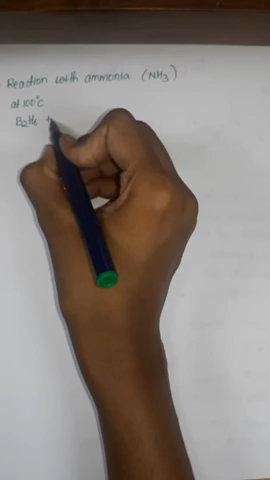 Reaction with ammonia (NH3)
at 100°C
B2H6 +